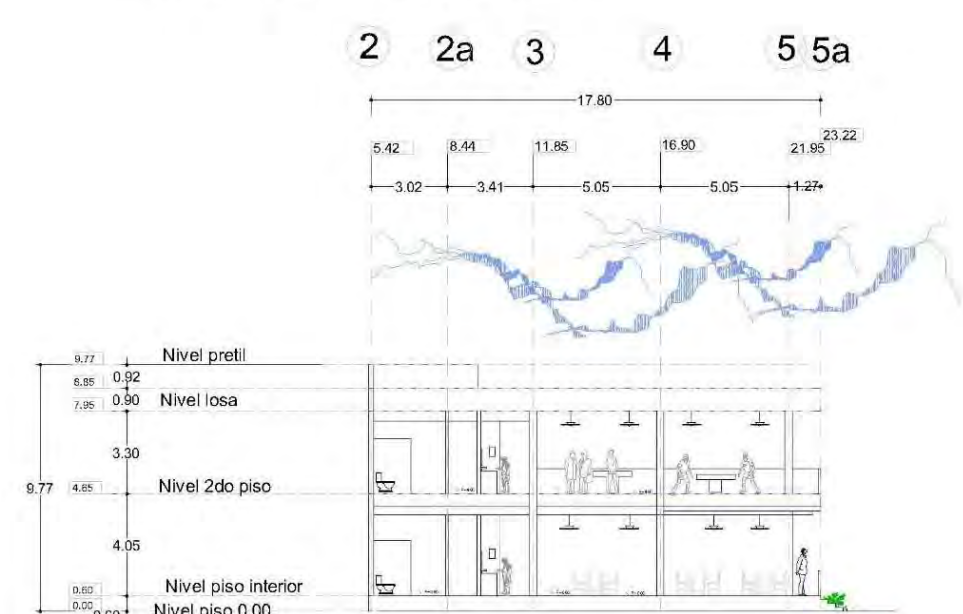 2 2a 3 4 5 5a
17.80
23.22
5.42 8.44 11.85 16.90 21.95
3.02 3.41 5.05 5.05 1.27
9.77 Nivel pretil
0.92
8.85
0.90 Nivel losa
7.95
3.30
9.77 4.65 Nivel 2do piso
4.05
0.60 Nivel piso interior
0.00
0.60 Nivel piso 0.00